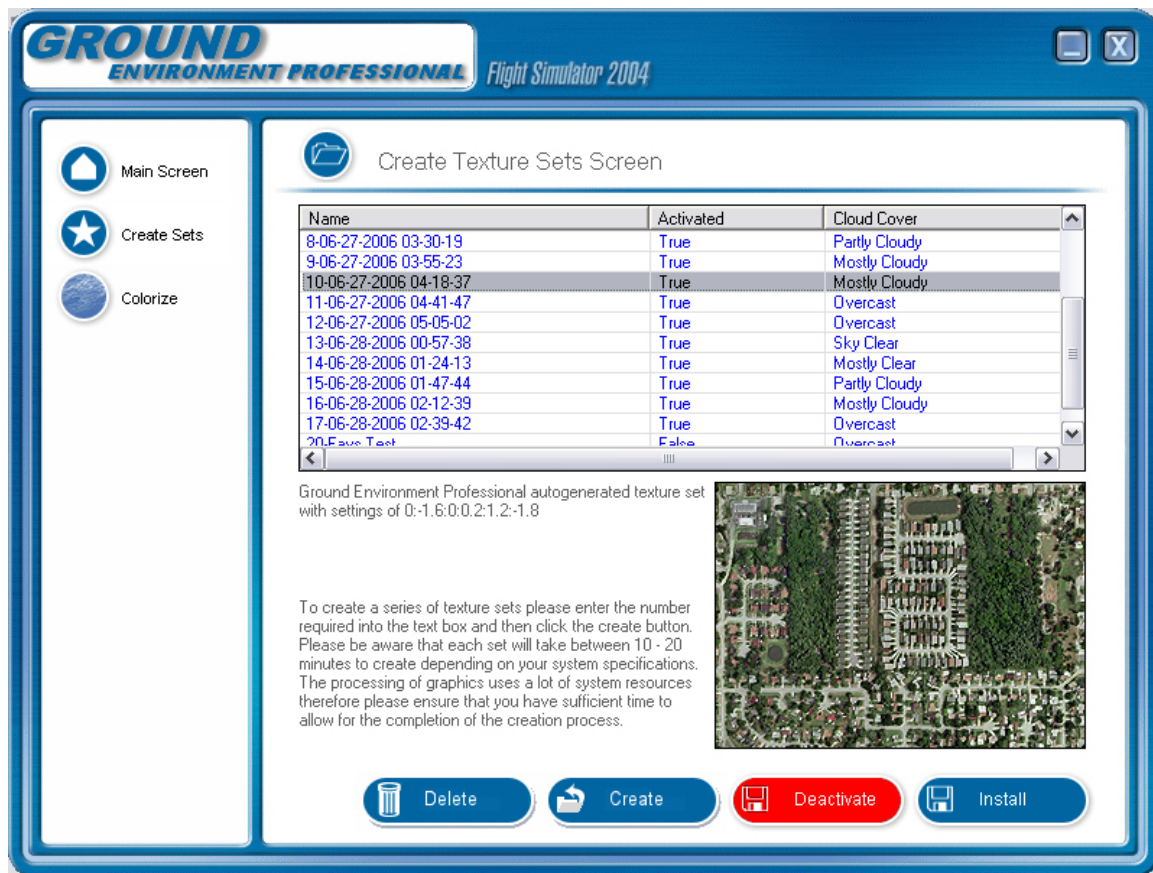 GROUND
ENVIRONMENT PROFESSIONAL
Flight Simulator 2004
X
Main Screen
Create Sets
Colorize
Create Texture Sets Screen
Name Activated Cloud Cover
8-06-27-2006 03-30-19 True Partly Cloudy
9-06-27-2006 03-55-23 True Mostly Cloudy
10-06-27-2006 04-18-37 True Mostly Cloudy
11-06-27-2006 04-41-47 True Overcast
12-06-27-2006 05-05-02 True Overcast
13-06-28-2006 00-57-38 True Sky Clear
14-06-28-2006 01-24-13 True Mostly Clear
15-06-28-2006 01-47-44 True Partly Cloudy
16-06-28-2006 02-12-39 True Mostly Cloudy
17-06-28-2006 02-39-42 True Overcast
20-Favs Test False Overcast
Ground Environment Professional autogenerated texture set
with settings of 0:-1.6:0:0.2:1.2:-1.8
To create a series of texture sets please enter the number
required into the text box and then click the create button.
Please be aware that each set will take between 10 - 20
minutes to create depending on your system specifications.
The processing of graphics uses a lot of system resources
therefore please ensure that you have sufficient time to
allow for the completion of the creation process.
Delete
Create
Deactivate
Install